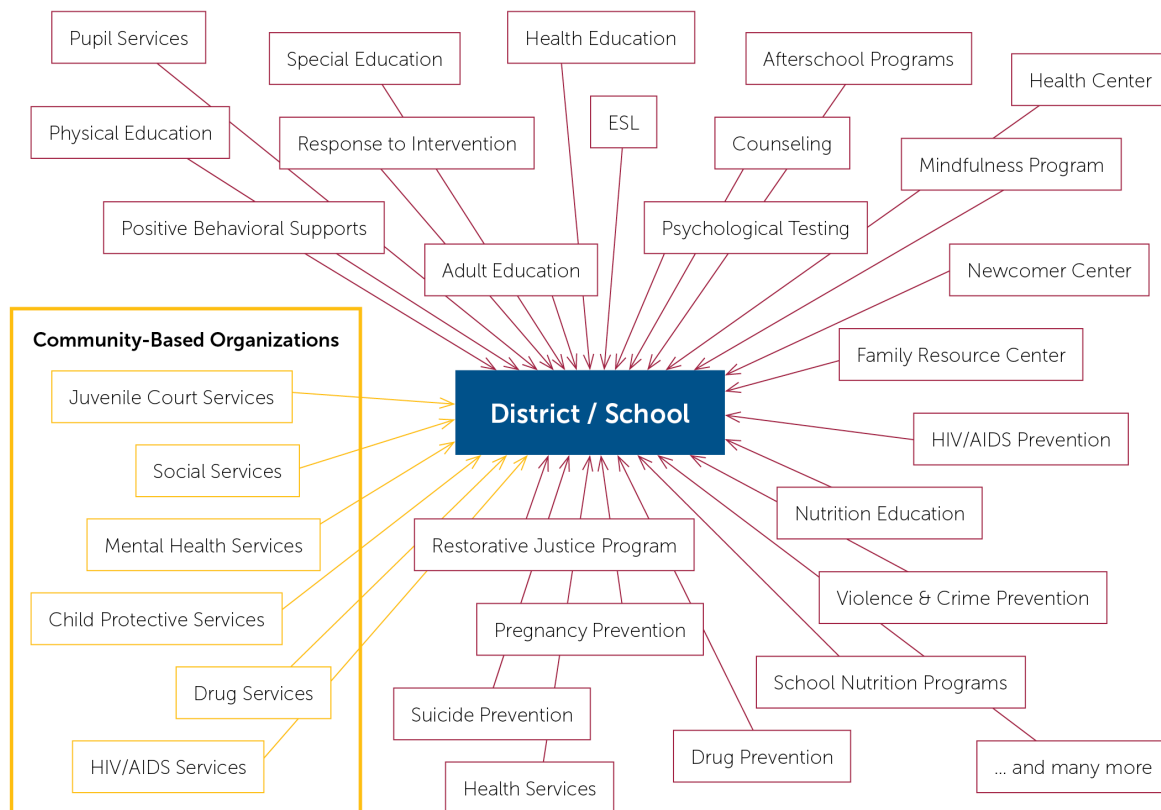 Pupil Services
Special Education
Health Education
Afterschool Programs
Health Center
Physical Education
Response to Intervention
ESL
Counseling
Mindfulness Program
Positive Behavioral Supports
Adult Education
Psychological Testing
Newcomer Center
Community-Based Organizations
Family Resource Center
Juvenile Court Services
District / School
HIV/AIDS Prevention
Social Services
Nutrition Education
Mental Health Services
Restorative Justice Program
Violence & Crime Prevention
Child Protective Services
Pregnancy Prevention
School Nutrition Programs
Drug Services
Suicide Prevention
Drug Prevention
HIV/AIDS Services
Health Services
... and many more